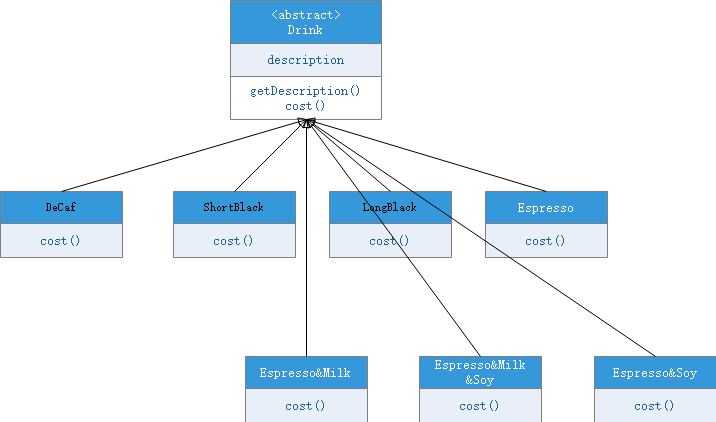 <abstract>
Drink
description
getDescription()
cost()
DeCaf
ShortBlack
LongBlack
Espresso
cost()
cost()
cost()
cost()
Espresso&Milk
Espresso&Milk
&Soy
Espresso&Soy
cost()
cost()
cost()